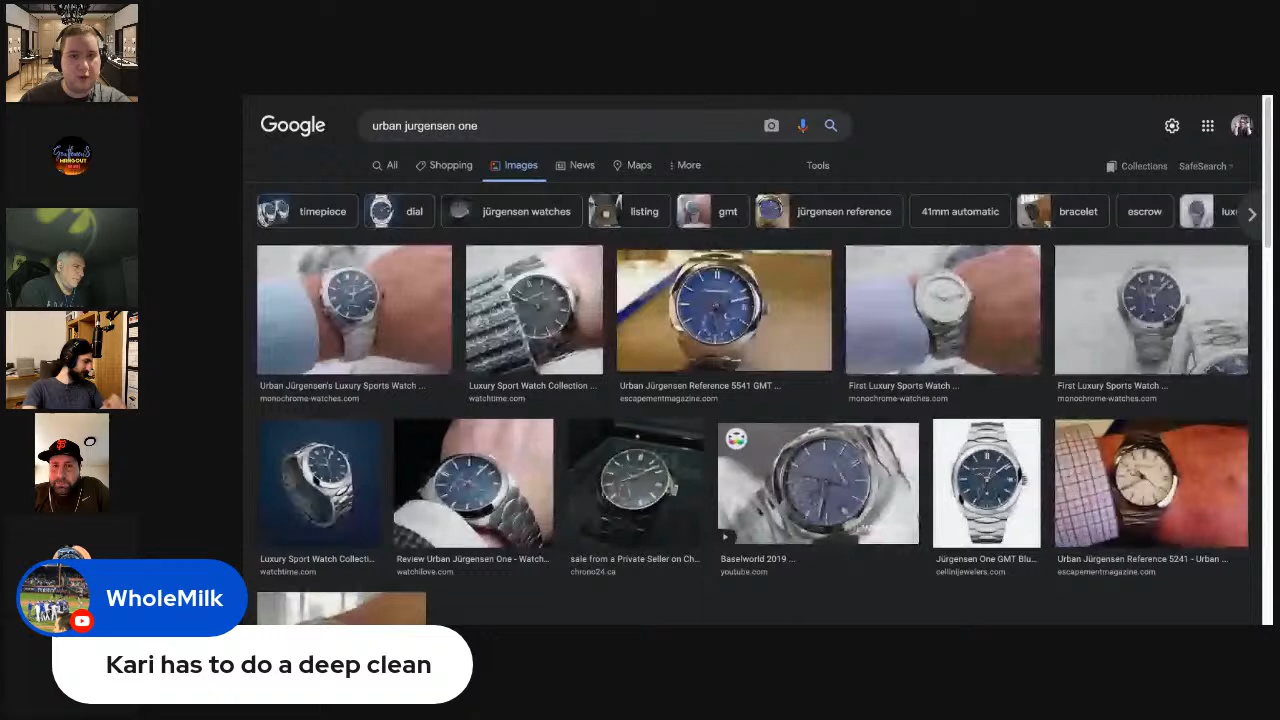 Google
urban jurgensen one
All
Shopping
Images
News
Maps
More
Tools
Collections
SafeSearch
timepiece
dial
jürgensen watches
listing
gmt
jürgensen reference
41mm automatic
bracelet
escrow
luxu
Urban Jürgensen's Luxury Sports Watch ...
monochrome-watches.com
Luxury Sport Watch Collection ...
watchtime.com
Urban Jürgensen Reference 5541 GMT ...
escapementmagazine.com
First Luxury Sports Watch ...
monochrome-watches.com
First Luxury Sports Watch ...
monochrome-watches.com
Luxury Sport Watch Collecti...
watchtime.com
Review Urban Jürgensen One - Watch...
watchilove.com
sale from a Private Seller on Ch...
chrono24.ca
Baselworld 2019 ...
youtube.com
Jürgensen One GMT Blu...
cellinijewelers.com
Urban Jürgensen Reference 5241 - Urban ...
escapementmagazine.com
Gentlemen's
HANGOUT
WholeMilk
Kari has to do a deep clean